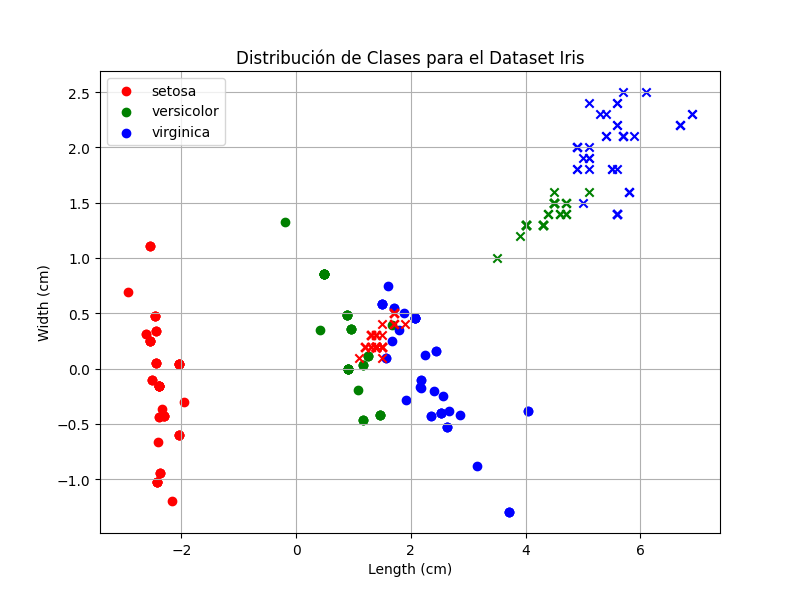 Distribución de Clases para el Dataset Iris
setosa
versicolor
virginica
2.5
2.0
1.5
1.0
0.5
0.0
−0.5
−1.0
Width (cm)
−2
0
2
4
6
Length (cm)